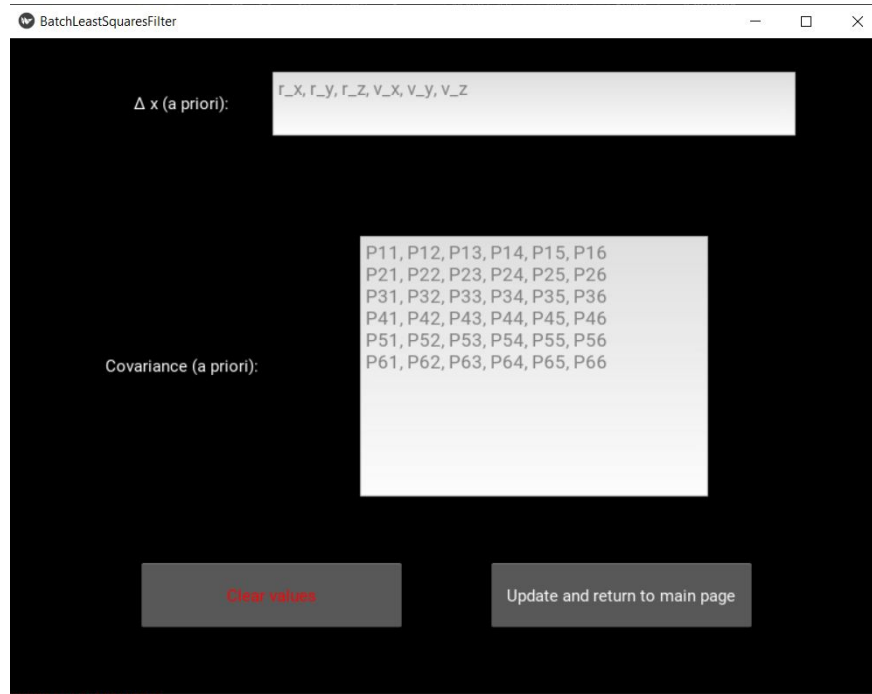 BatchLeastSquaresFilter
Δ x (a priori):
r_x, r_y, r_z, v_x, v_y, v_z
P11, P12, P13, P14, P15, P16
P21, P22, P23, P24, P25, P26
P31, P32, P33, P34, P35, P36
P41, P42, P43, P44, P45, P46
P51, P52, P53, P54, P55, P56
P61, P62, P63, P64, P65, P66
Covariance (a priori):
Clear values
Update and return to main page